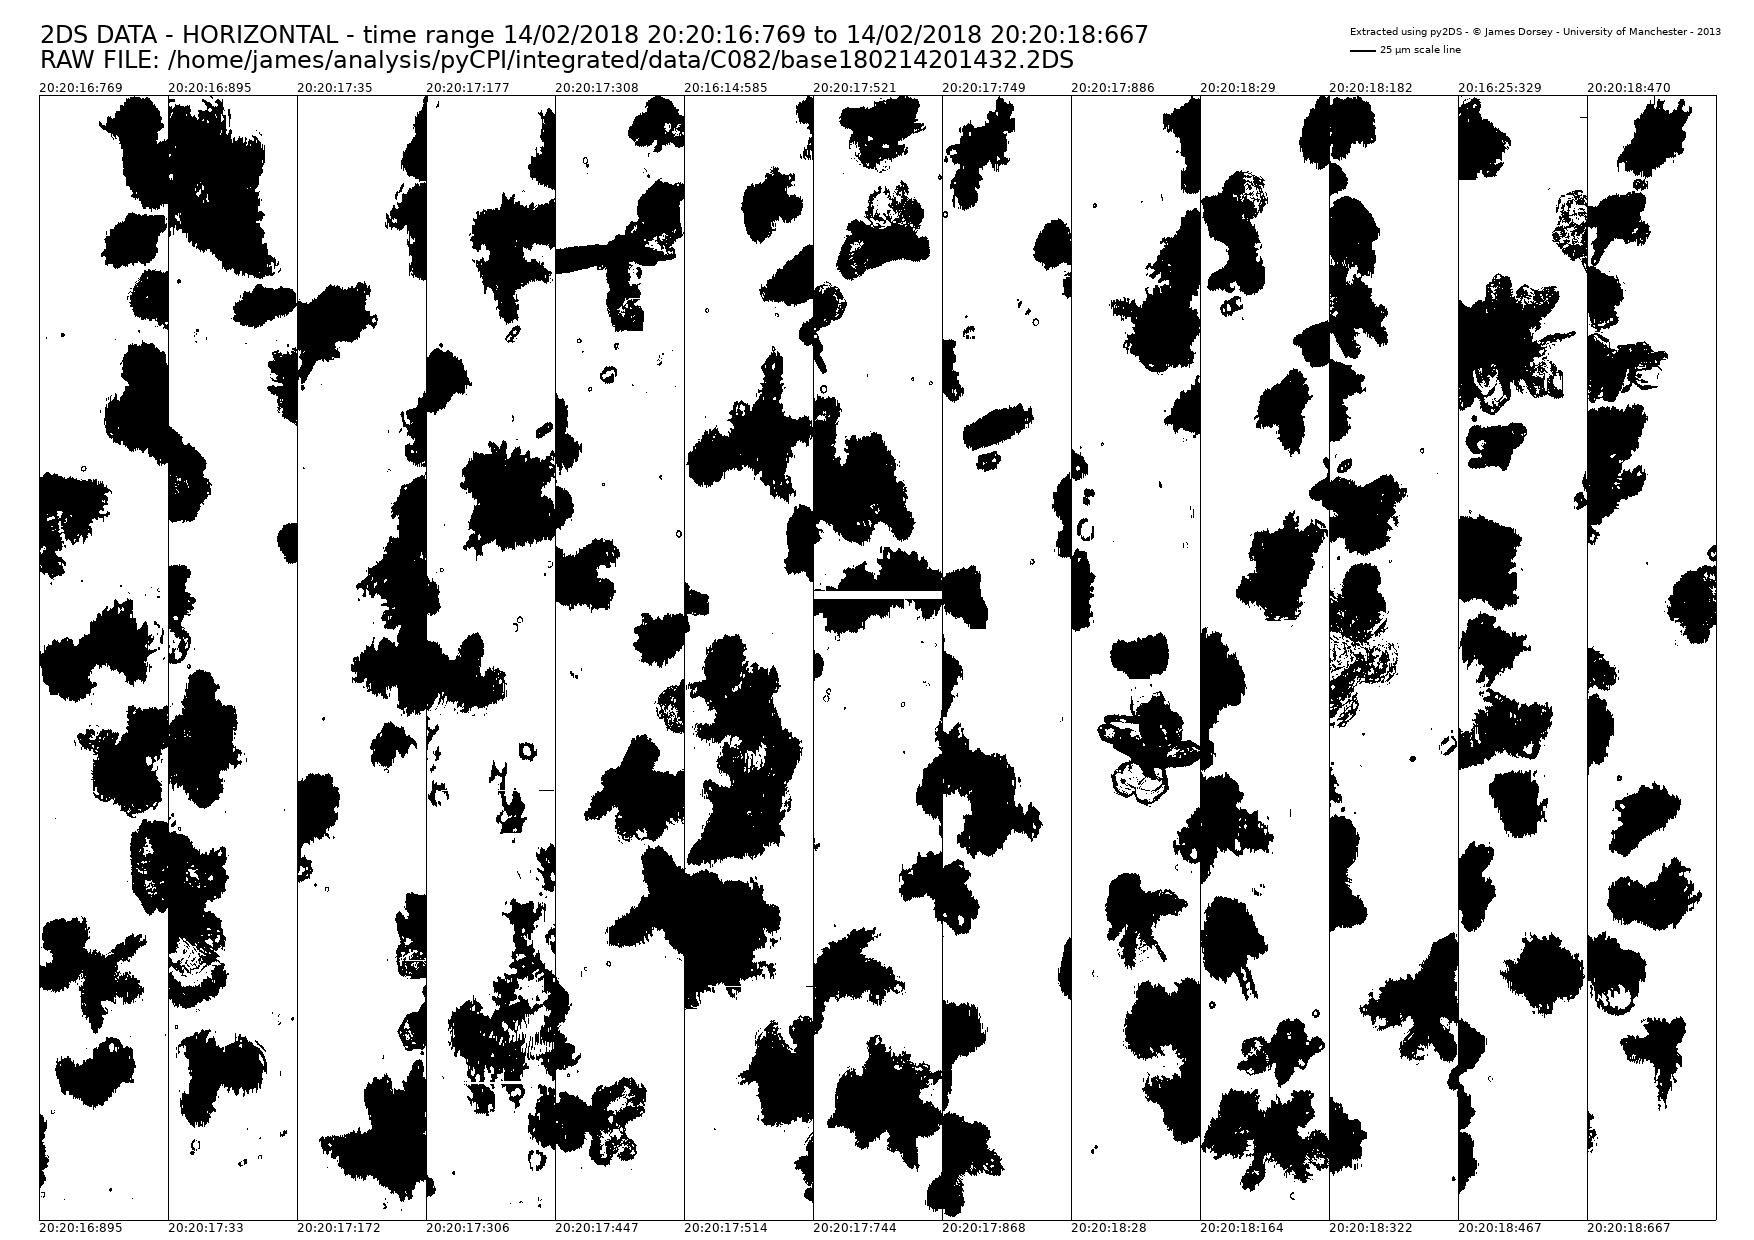 2DS DATA - HORIZONTAL - time range 14/02/2018 20:20:16:769 to 14/02/2018 20:20:18:667
RAW FILE: /home/james/analysis/pyCPI/integrated/data/C082/base180214201432.2DS
Extracted using py2DS - © James Dorsey - University of Manchester - 2013
25 µm scale line
20:20:16:769 20:20:16:895 20:20:17:35 20:20:17:177 20:20:17:308 20:16:14:585 20:20:17:521 20:20:17:749 20:20:17:886 20:20:18:29 20:20:18:182 20:16:25:329 20:20:18:470
20:20:16:895 20:20:17:33 20:20:17:172 20:20:17:306 20:20:17:447 20:20:17:514 20:20:17:744 20:20:17:868 20:20:18:28 20:20:18:164 20:20:18:322 20:20:18:467 20:20:18:667